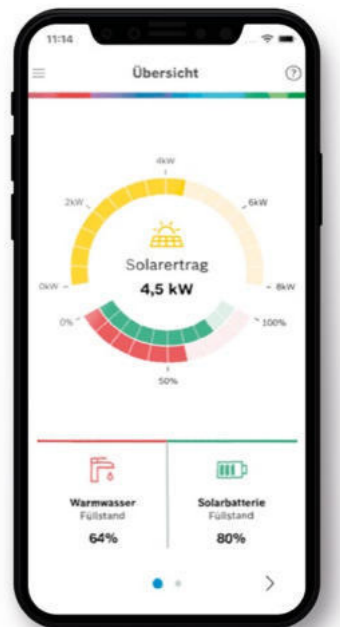 11:14
Übersicht
?
4kW
2kW
6kW
Solarertrag
4,5 kW
0kW
8kW
0%
100%
50%
Warmwasser
Füllstand
64%
Solarbatterie
Füllstand
80%